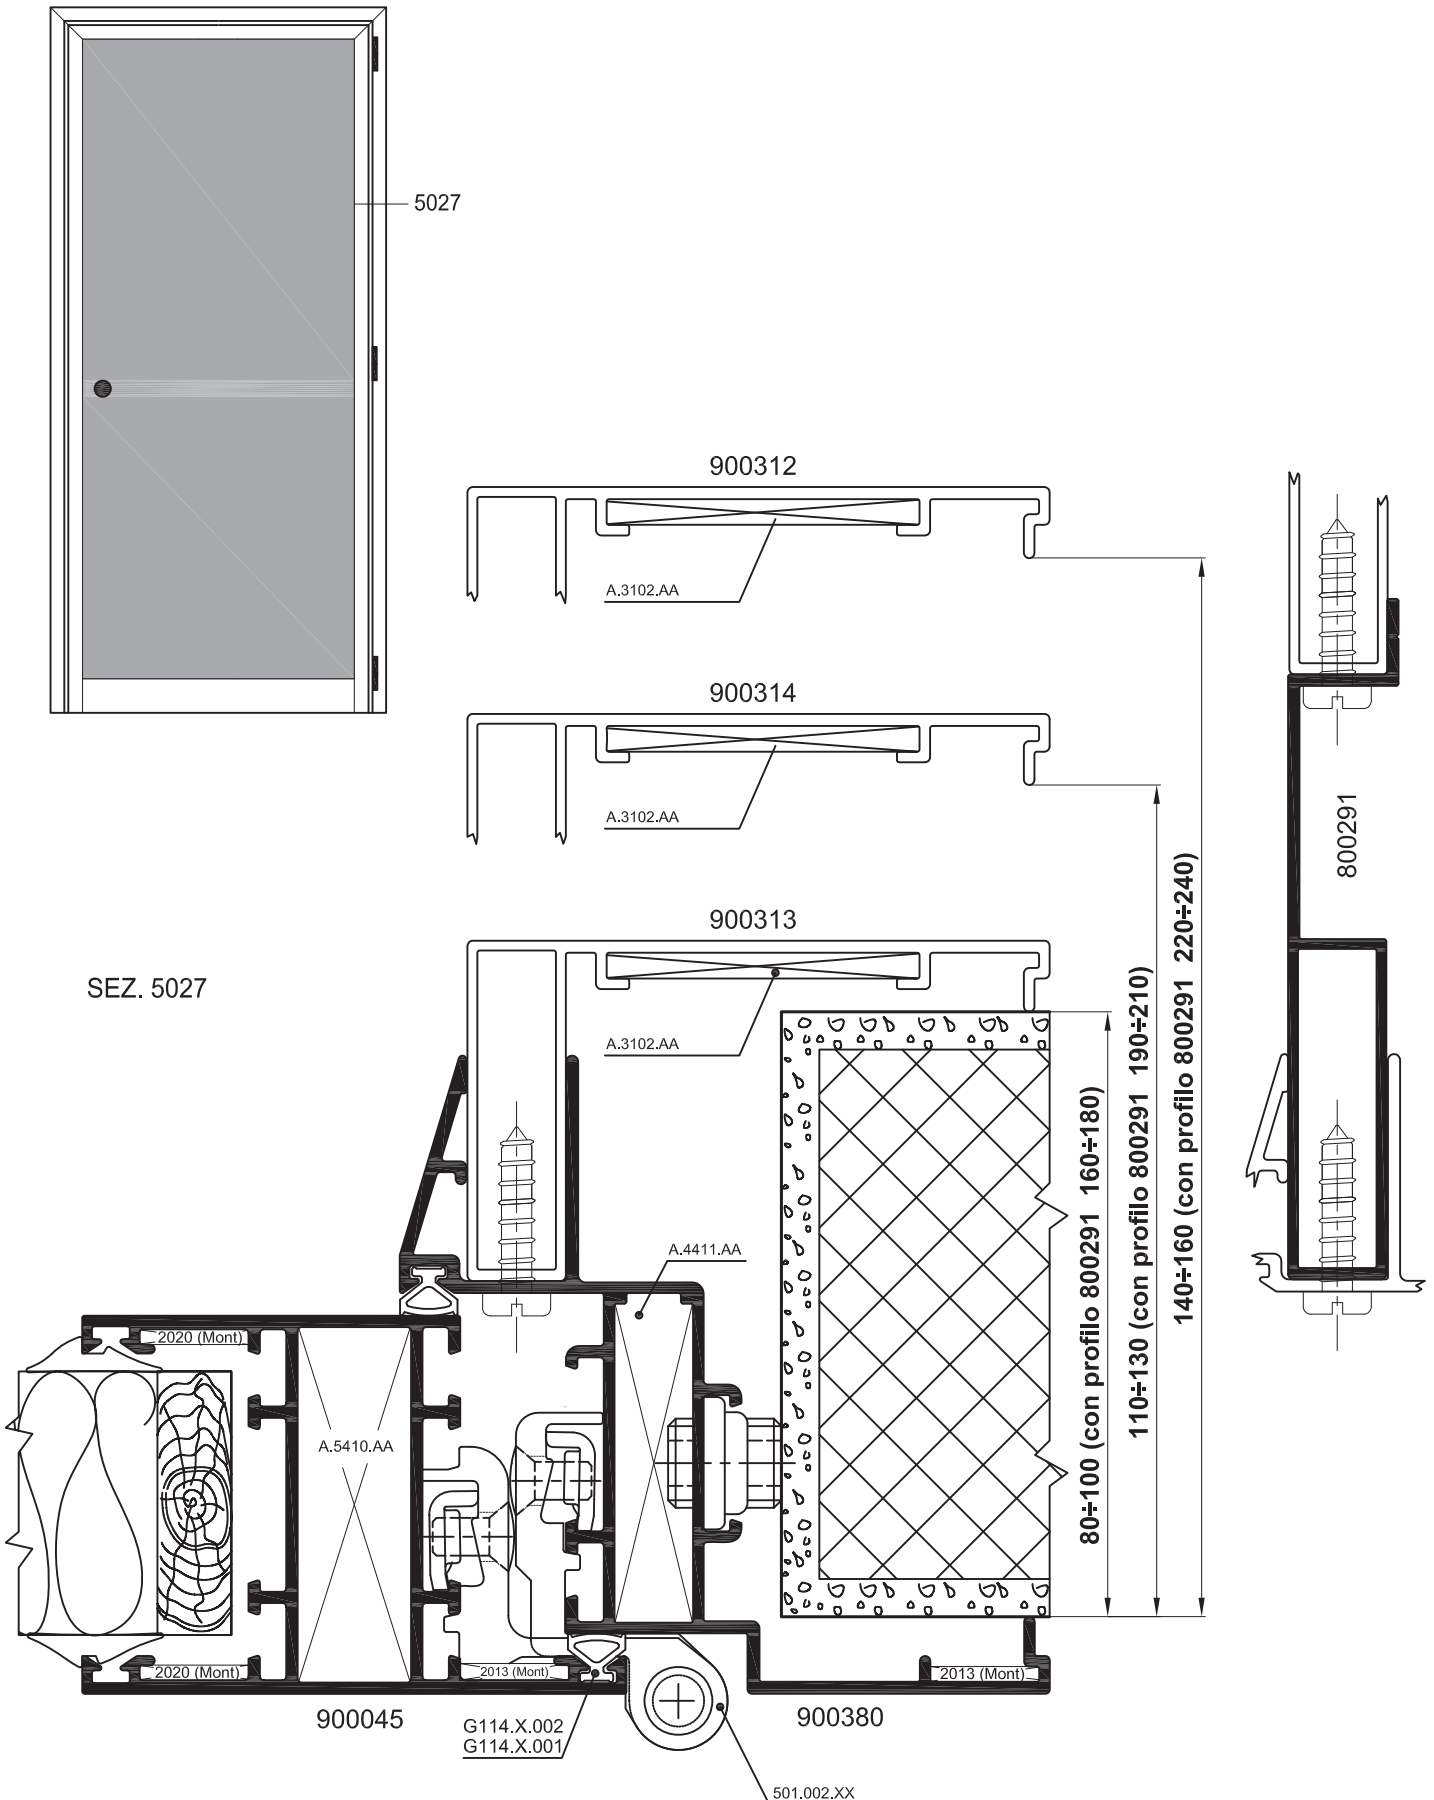 5027
900312
A.3102.AA
900314
A.3102.AA
800291
900313
SEZ. 5027
A.3102.AA
80÷100 (con profilo 800291 160÷180)
110÷130 (con profilo 800291 190÷210)
140÷160 (con profilo 800291 220÷240)
A.4411.AA
2020 (Mont)
A.5410.AA
2020 (Mont)
2013 (Mont)
2013 (Mont)
900045
900380
G114.X.002
G114.X.001
501.002.XX